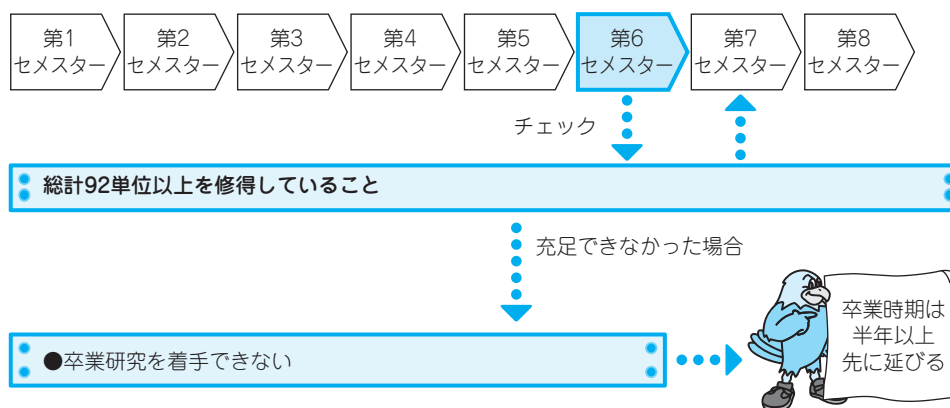 第1
セメスター
第2
セメスター
第3
セメスター
第4
セメスター
第5
セメスター
第6
セメスター
第7
セメスター
第8
セメスター
チェック
総計92単位以上を修得していること
充足できなかった場合
●卒業研究を着手できない
卒業時期は
半年以上
先に延びる